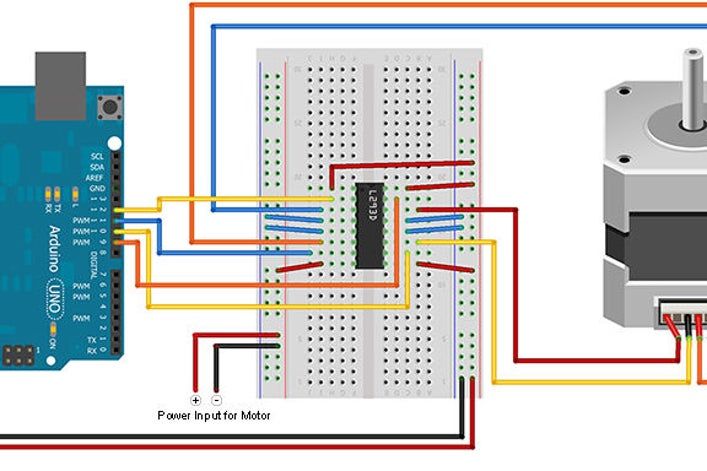 SCL
SDA
AREF
GND
13
12
PWM 11
PWM 10
PWM 9
8
DIGITAL
7
PWM 6
PWM 5
4
PWM 3
2
TX 1
RX 0
RX
TX
L
Arduino
UNO
ON
1
L293D
Power Input for Motor